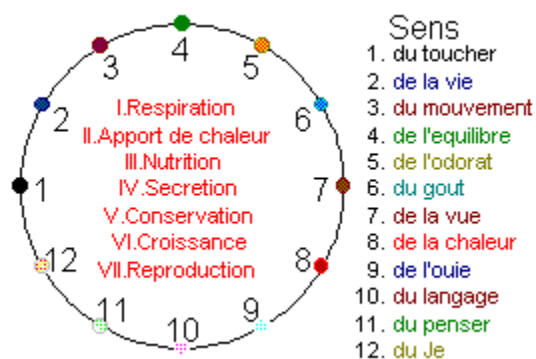 Sens
1. du toucher
2. de la vie
3. du mouvement
4. de l'equilibre
5. de l'odorat
6. du gout
7. de la vue
8. de la chaleur
9. de l'ouie
10. du langage
11. du penser
12. du Je
4
3
5
2
6
1
7
12
8
11
9
10
I.Respiration
II.Apport de chaleur
III.Nutrition
IV.Secretion
V.Conservation
VI.Croissance
VII.Reproduction